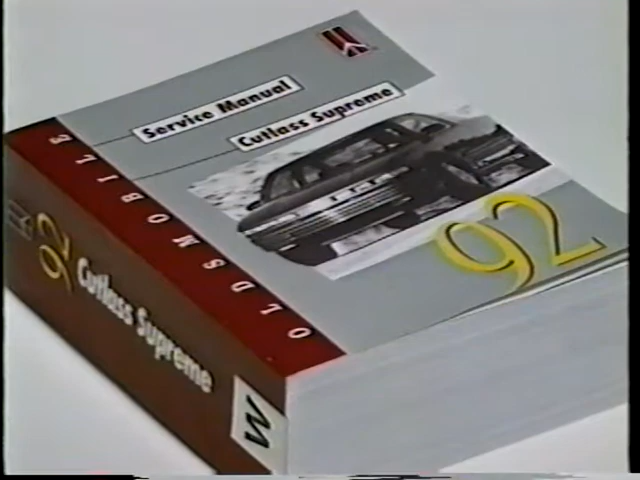 Service Manual
Cutlass Supreme
92
OLDSMOBILE
92 Cutlass Supreme
W